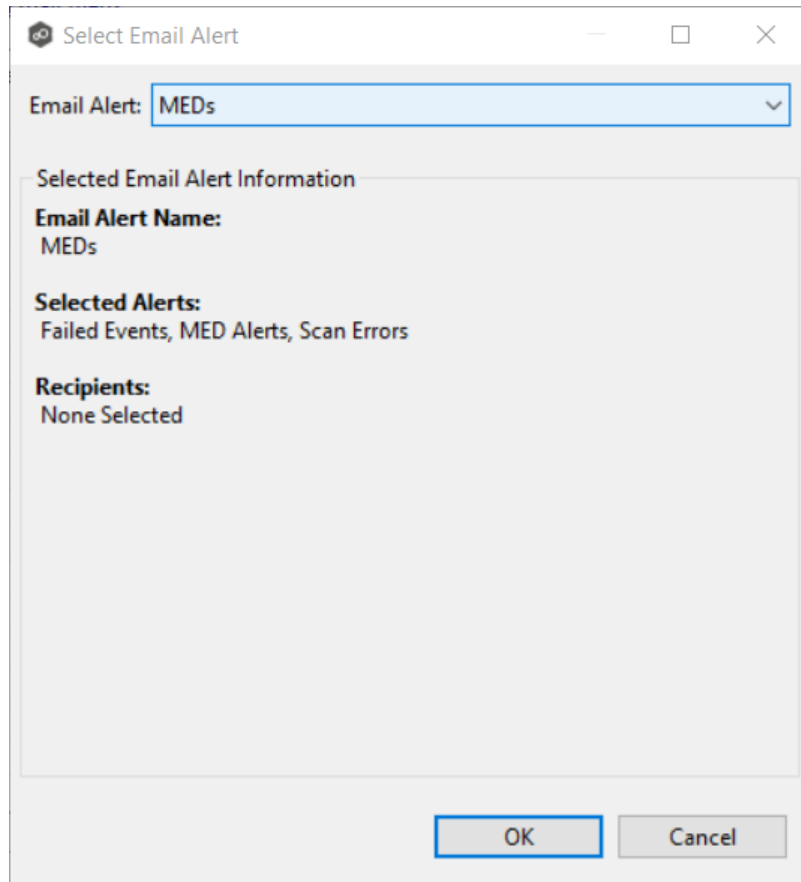 Select Email Alert
Email Alert: MEDs
Selected Email Alert Information
Email Alert Name:
MEDs
Selected Alerts:
Failed Events, MED Alerts, Scan Errors
Recipients:
None Selected
OK Cancel